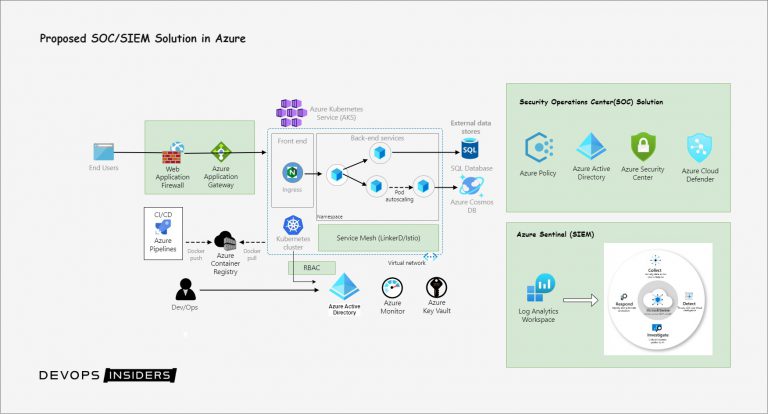 Proposed SOC/SIEM Solution in Azure
Azure Kubernetes
Service (AKS)
End Users
Web
Application
Firewall
Azure
Application
Gateway
Front end
Ingress
Back-end services
Pod
autoscaling
Namespace
External data
stores
SQL
SQL Database
Azure Cosmos
DB
CI/CD
Azure
Pipelines
Docker
push
Azure
Container
Registry
Docker
pull
Kubernetes
cluster
Service Mesh (LinkerD/Istio)
Virtual network
RBAC
Dev/Ops
Azure Active
Directory
Azure
Monitor
Azure
Key Vault
Security Operations Center(SOC) Solution
Azure Policy
Azure Active
Directory
Azure Security
Center
Azure Cloud
Defender
Azure Sentinal (SIEM)
Log Analytics
Workspace
Collect
Respond
Detect
Investigate
DEVOPS INSIDERS